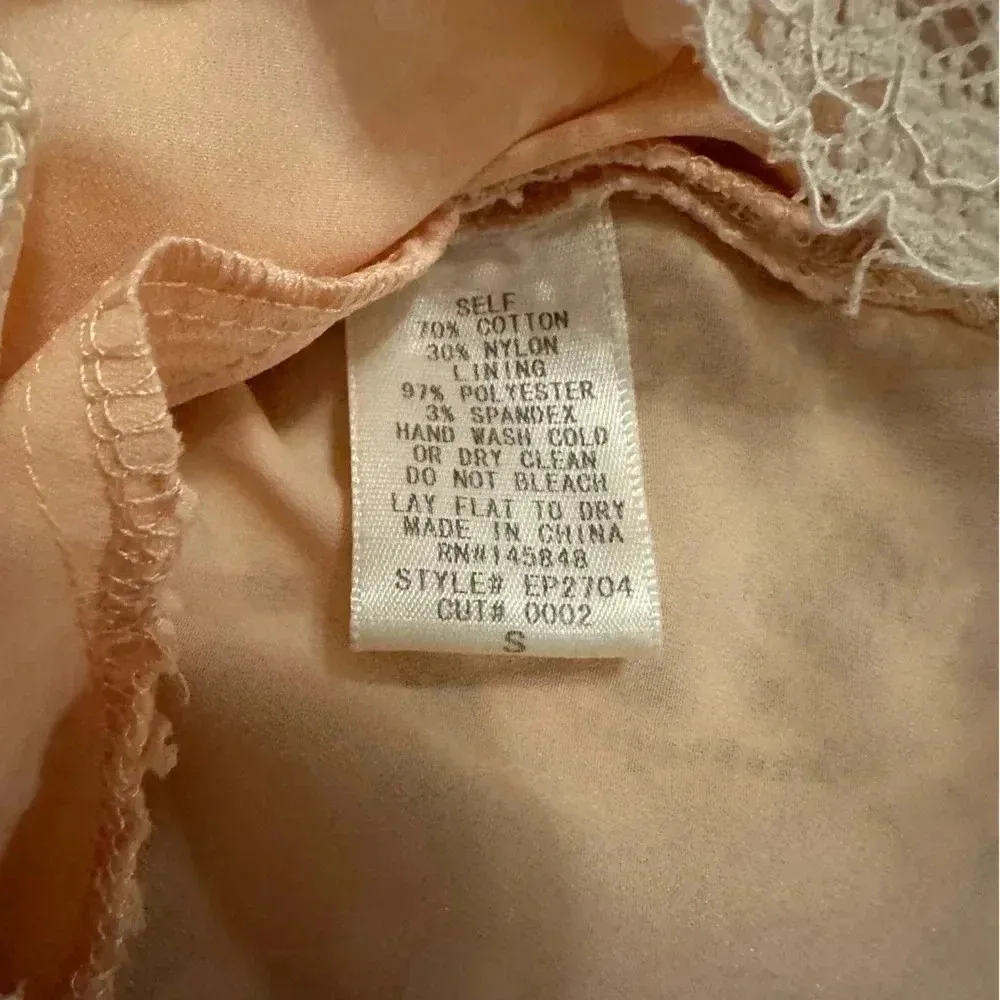 SELF
70% COTTON
30% NYLON
LINING
97% POLYESTER
3% SPANDEX
HAND WASH COLD
OR DRY CLEAN
DO NOT BLEACH
LAY FLAT TO DRY
MADE IN CHINA
RN#145848
STYLE# EP2704
CUT# 0002
S